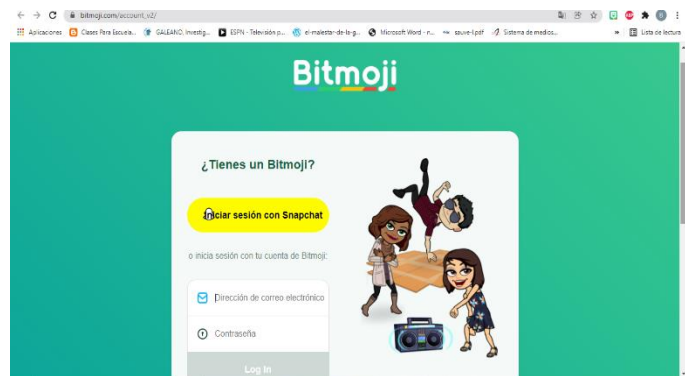 bitmoji.com/account_v2/
Aplicaciones Clases Para Escuela... GALEANO, Investig... ESPN - Televisión p... el-malestar-de-la-g... Microsoft Word - n... sauve-l.pdf Sistema de medios... » Lista de lectura
Bitmoji
¿Tienes un Bitmoji?
Iniciar sesión con Snapchat
o inicia sesión con tu cuenta de Bitmoji:
Dirección de correo electrónico
Contraseña
Log In